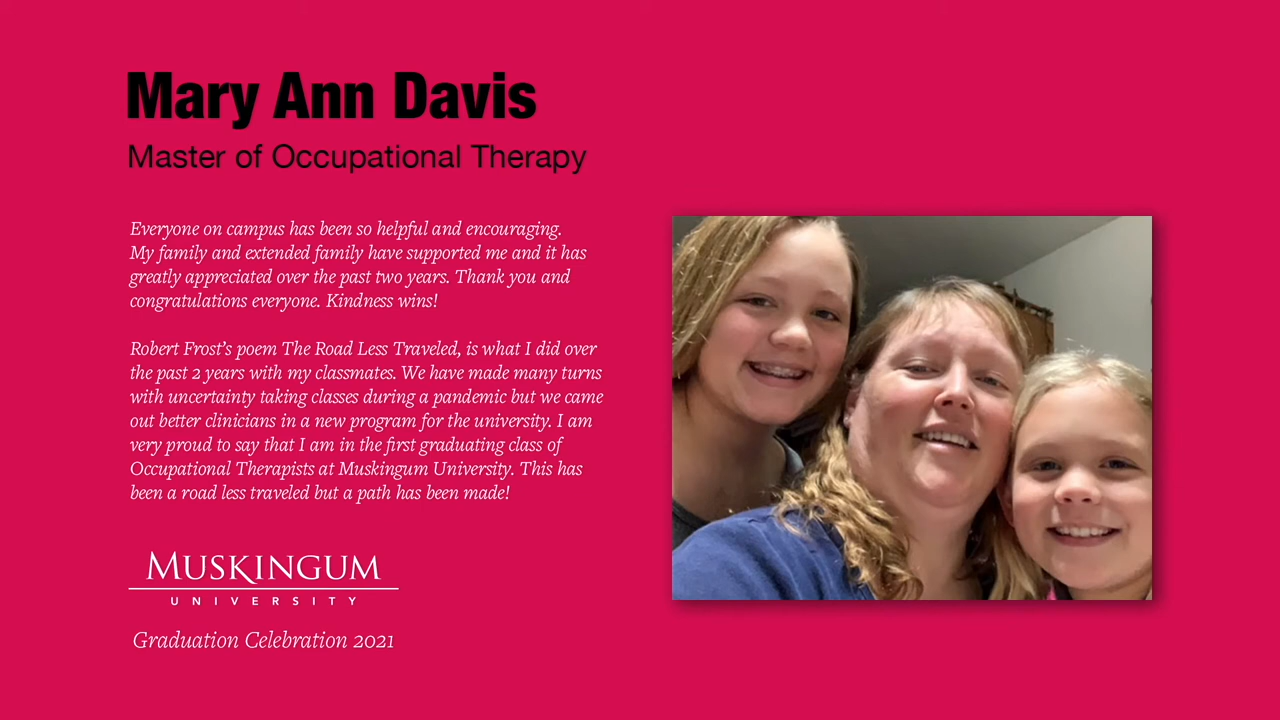 Mary Ann Davis
Master of Occupational Therapy
Everyone on campus has been so helpful and encouraging.
My family and extended family have supported me and it has
greatly appreciated over the past two years. Thank you and
congratulations everyone. Kindness wins!
Robert Frost's poem The Road Less Traveled, is what I did over
the past 2 years with my classmates. We have made many turns
with uncertainty taking classes during a pandemic but we came
out better clinicians in a new program for the university. I am
very proud to say that I am in the first graduating class of
Occupational Therapists at Muskingum University. This has
been a road less traveled but a path has been made!
MUSKINGUM
UNIVERSITY
Graduation Celebration 2021